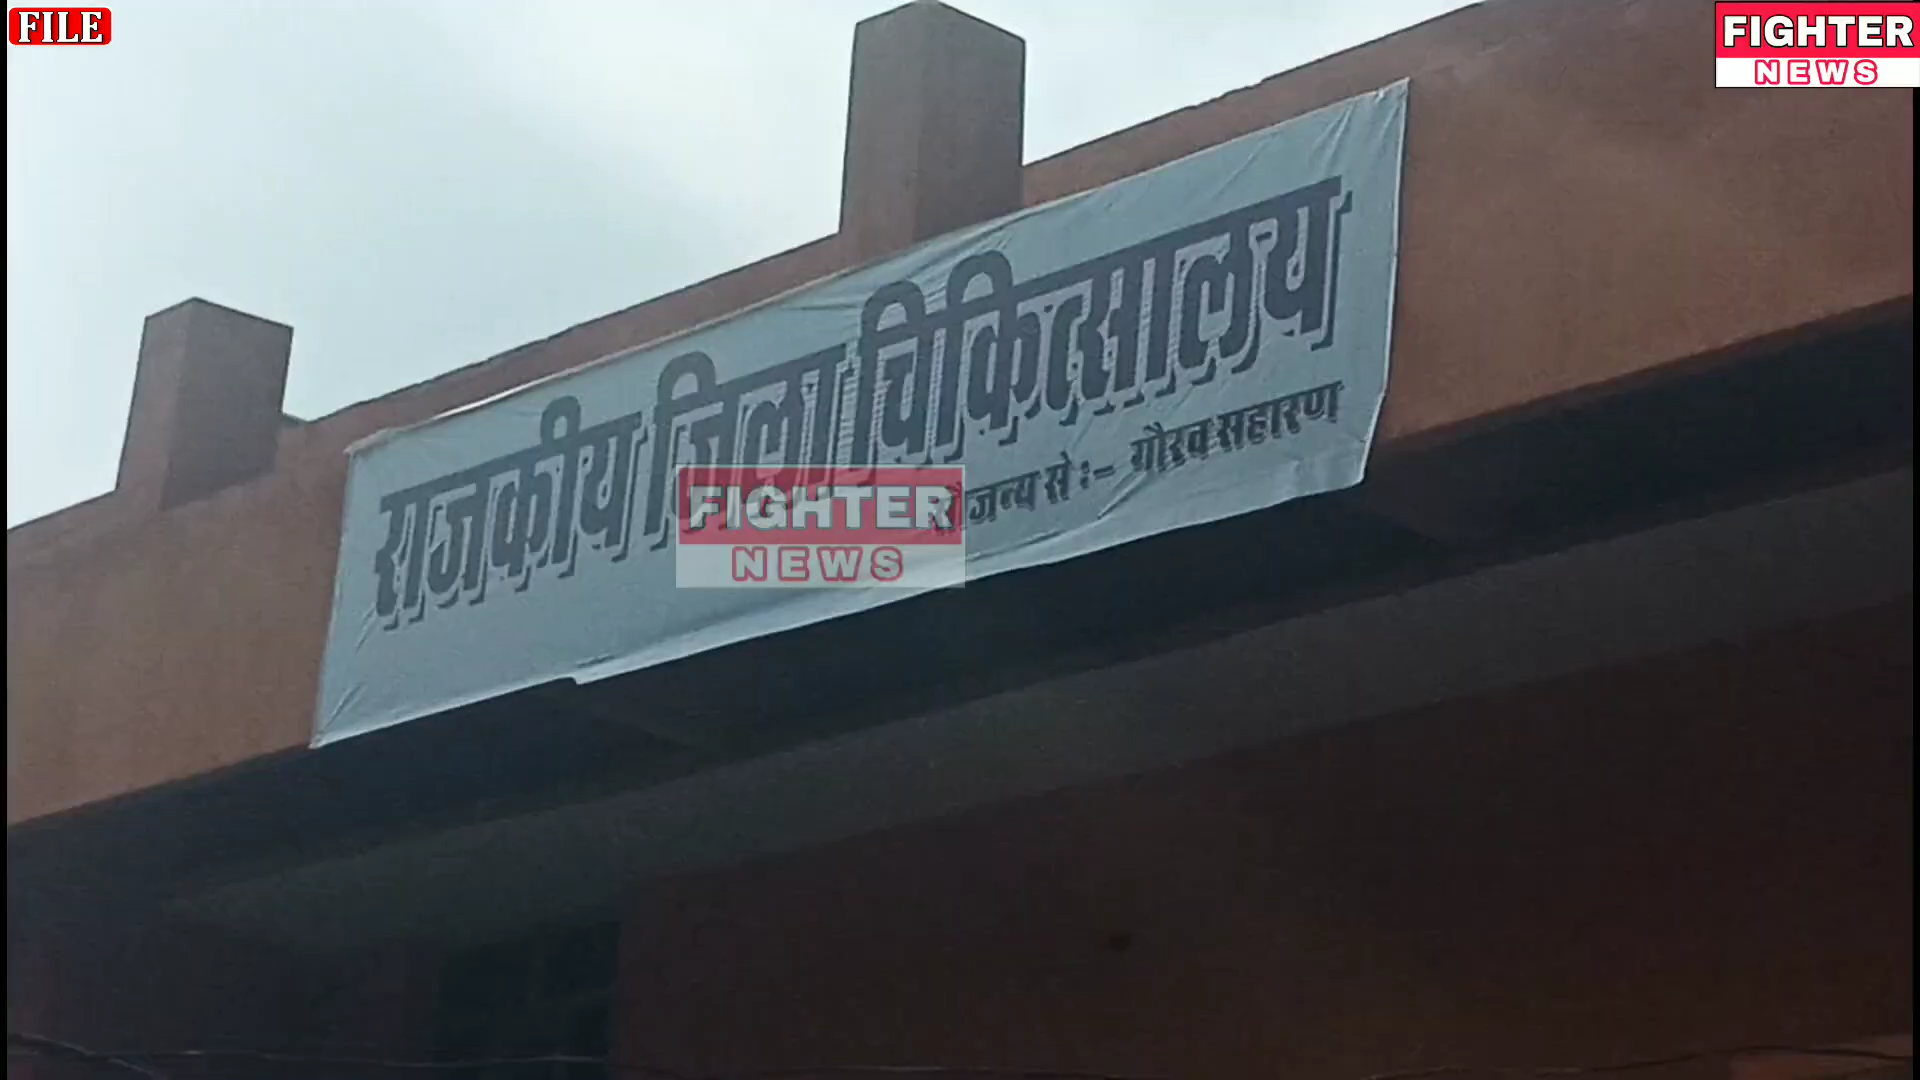 FILE
FIGHTER
NEWS
राजकीय जिला चिकित्सालय
सौजन्य से :- गौरव सहारण
FIGHTER
NEWS